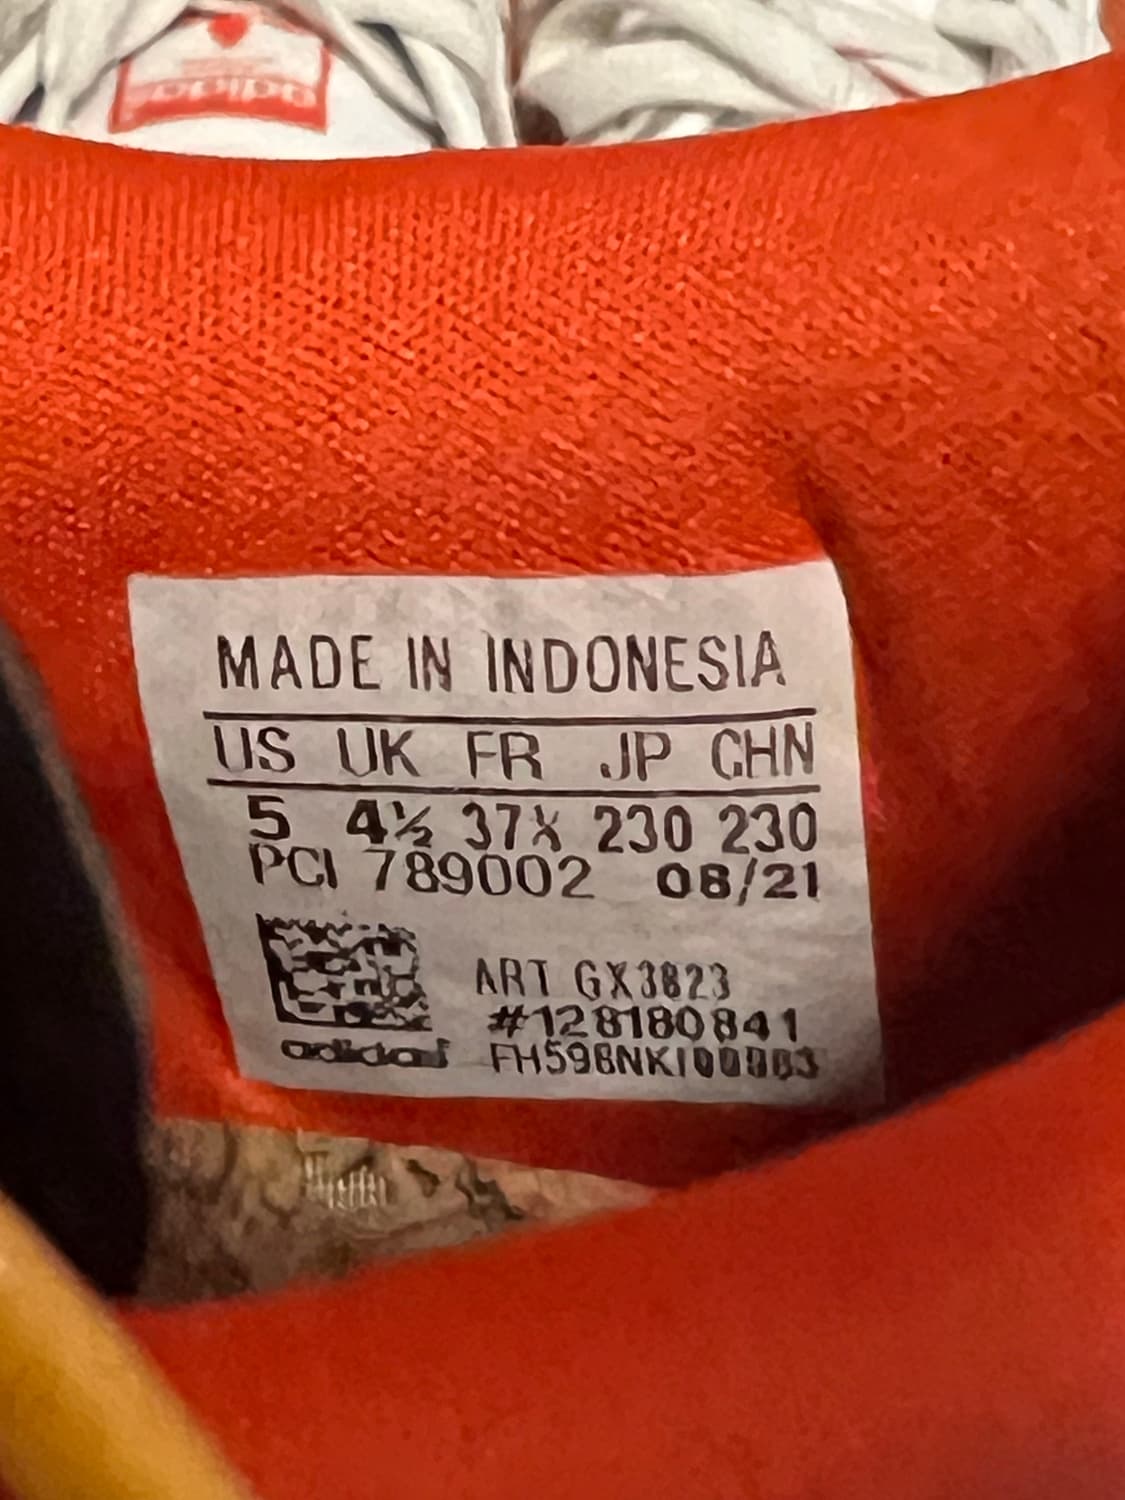 MADE IN INDONESIA
US UK FR JP CHN
5 4½ 37⅓ 230 230
PCI 789002 08/21
ART GX3823
#128180841
adidas